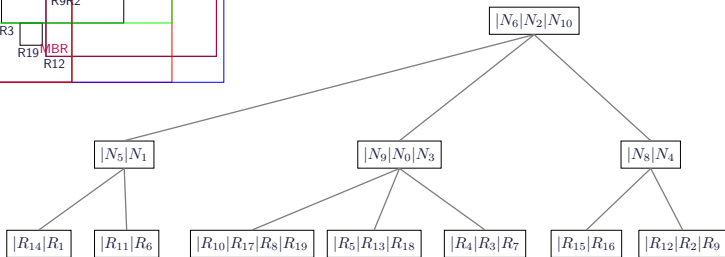 R9R2
|N₆|N₂|N₁₀
R3
R19
MBR
R12
|N₅|N₁
|N₉|N₀|N₃
|N₈|N₄
|R₁₄|R₁
|R₁₁|R₆
|R₁₀|R₁₇|R₈|R₁₉
|R₅|R₁₃|R₁₈
|R₄|R₃|R₇
|R₁₅|R₁₆
|R₁₂|R₂|R₉